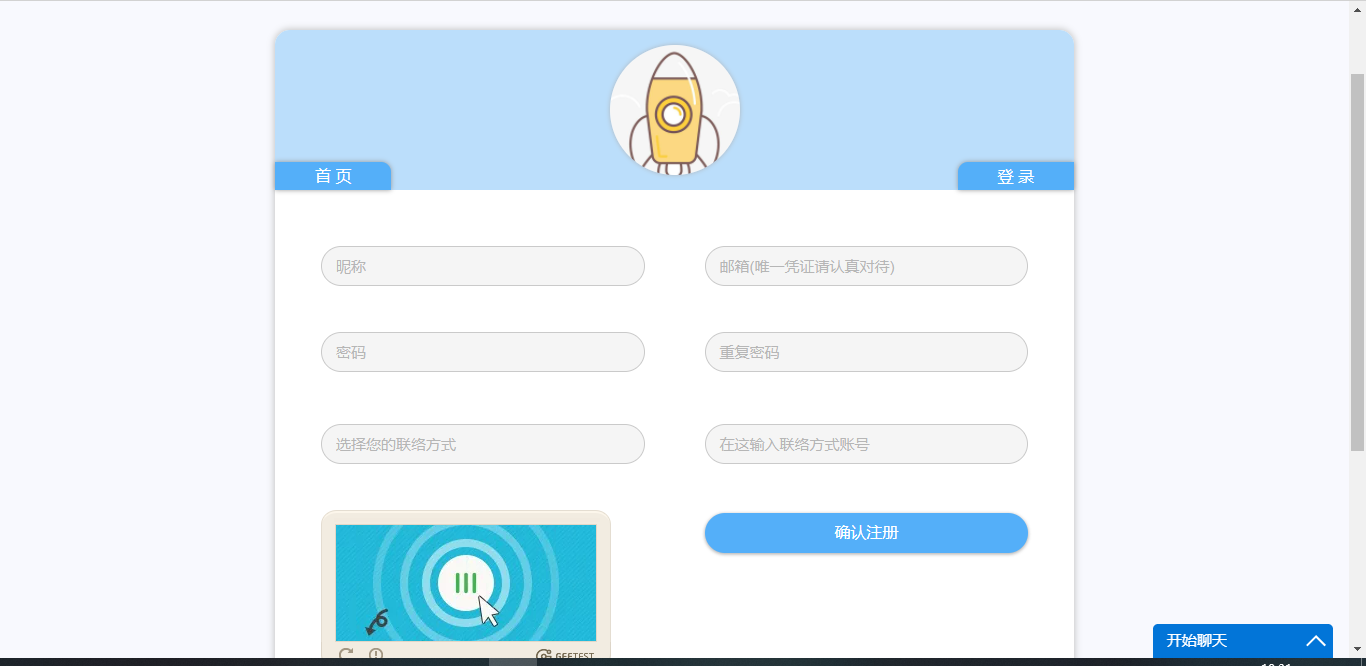 首页
登录
昵称
邮箱(唯一凭证请认真对待)
密码
重复密码
选择您的联络方式
在这输入联络方式账号
确认注册
GEETEST
开始聊天